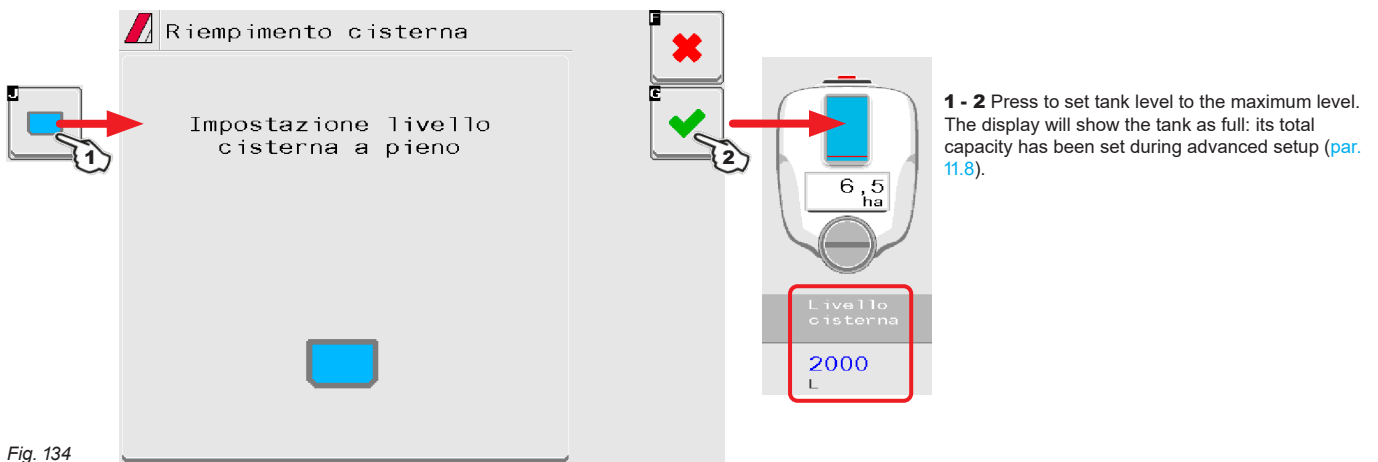 Riempimento cisterna
F
J
G
1
Impostazione livello
cisterna a pieno
2
6,5
ha
Livello
cisterna
2000
L
1 - 2 Press to set tank level to the maximum level.
The display will show the tank as full: its total
capacity has been set during advanced setup (par.
11.8).
Fig. 134